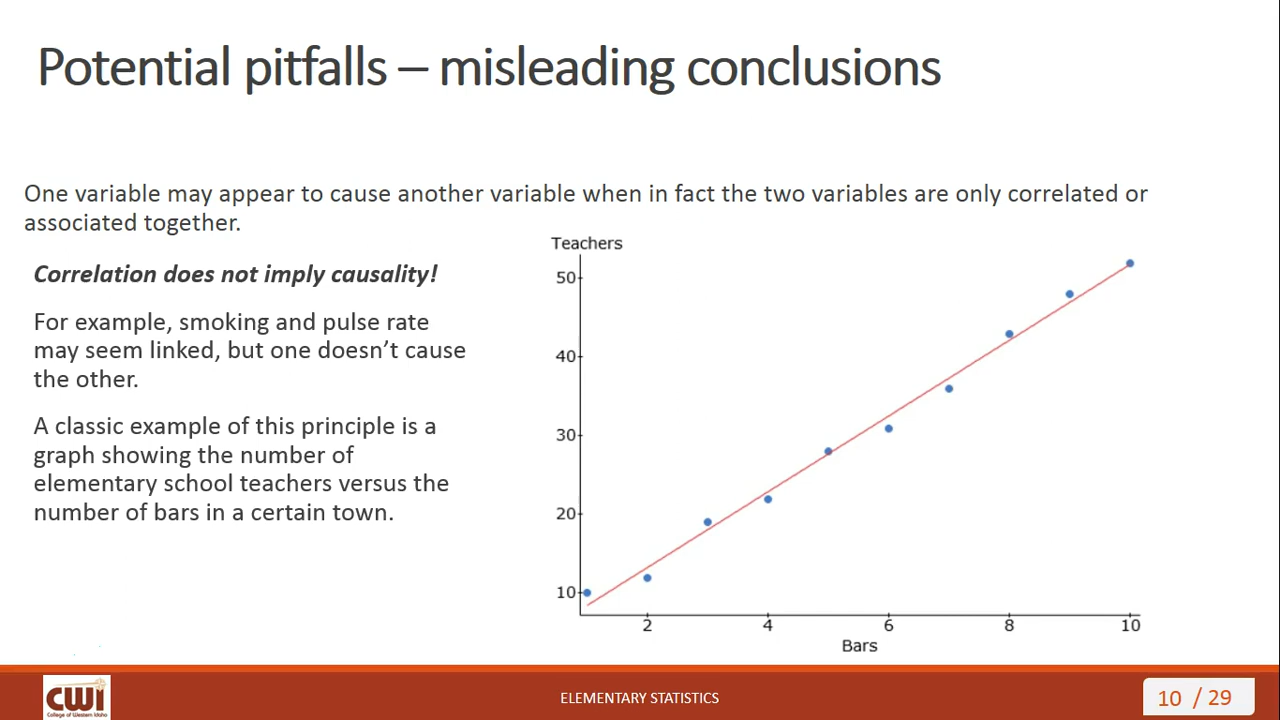 Potential pitfalls – misleading conclusions
One variable may appear to cause another variable when in fact the two variables are only correlated or
associated together.
Correlation does not imply causality!
For example, smoking and pulse rate
may seem linked, but one doesn’t cause
the other.
A classic example of this principle is a
graph showing the number of
elementary school teachers versus the
number of bars in a certain town.
Teachers
50
40
30
20
10
2 4 6 8 10
Bars
CWI
College of Western Idaho
ELEMENTARY STATISTICS
10 / 29